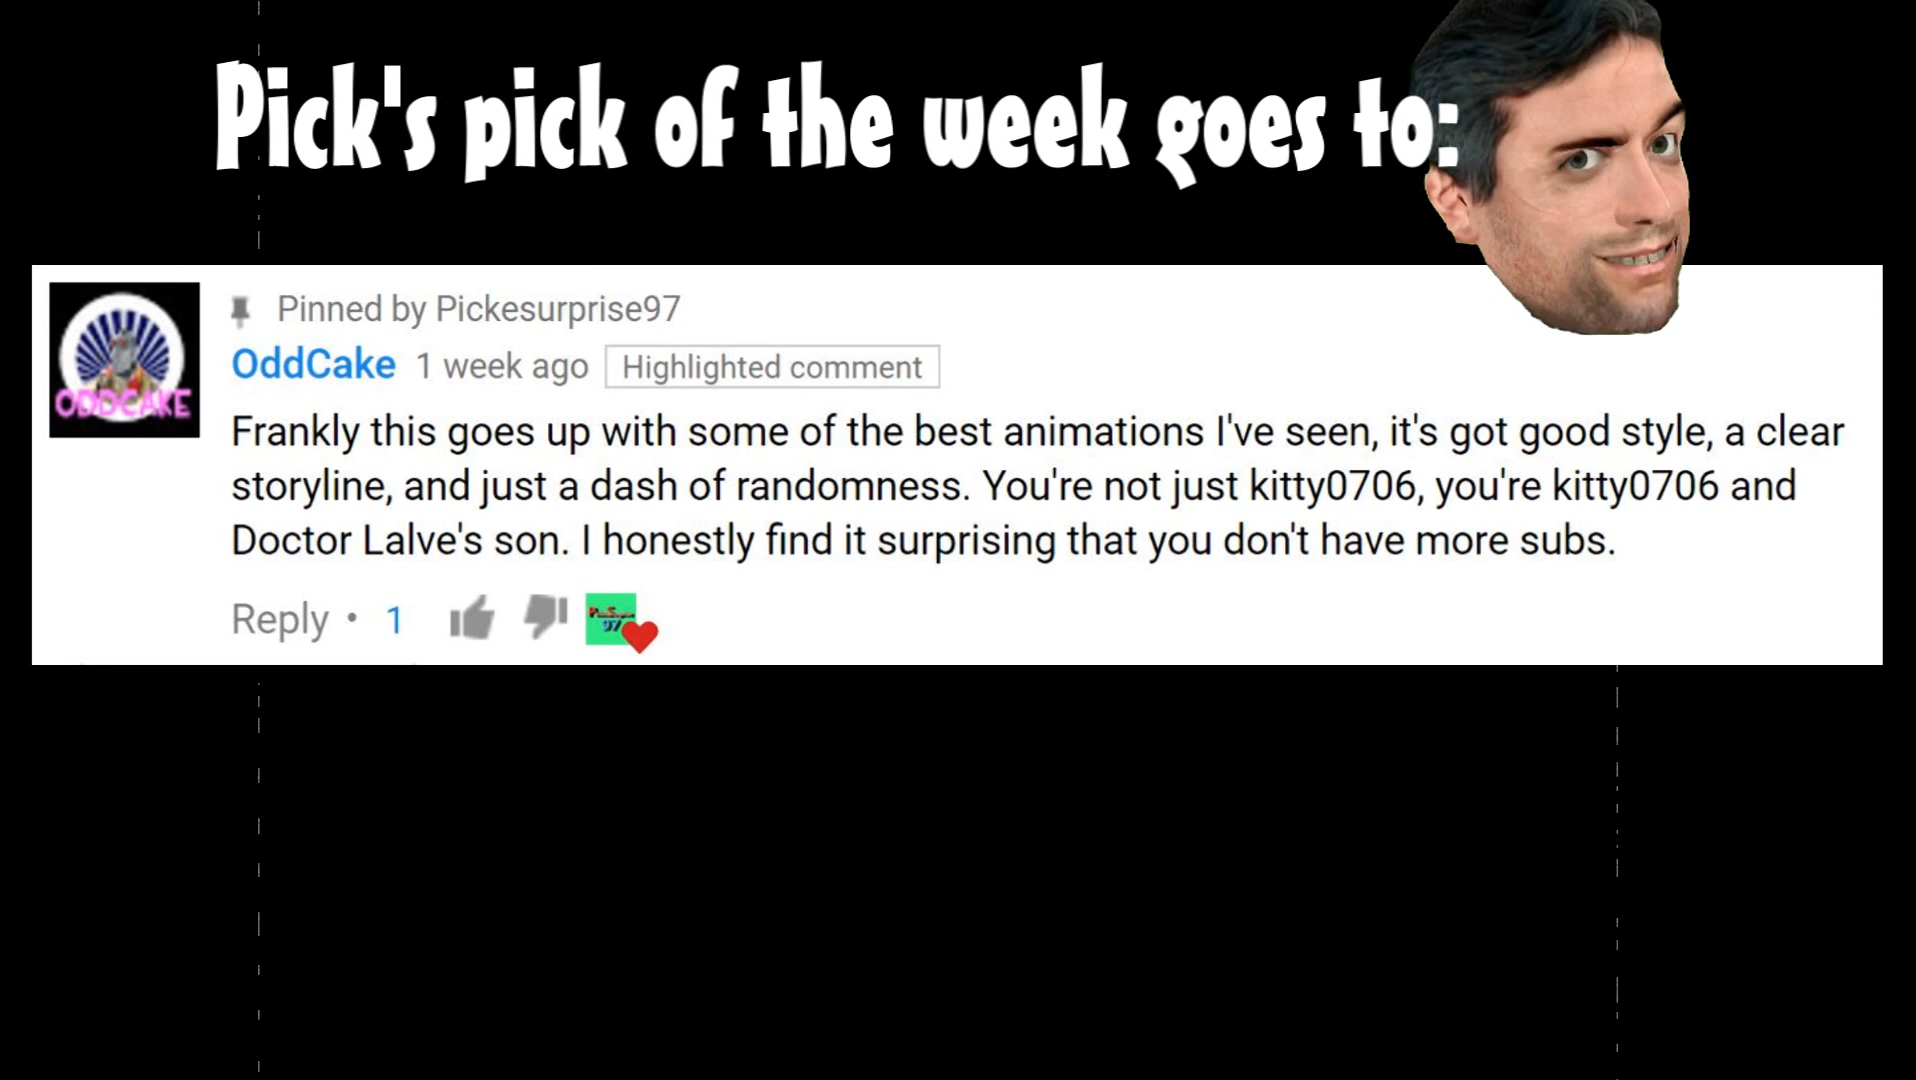 Pick's pick of the week goes to:
Pinned by Pickesurprise97
OddCake 1 week ago Highlighted comment
ODDCAKE
Frankly this goes up with some of the best animations I've seen, it's got good style, a clear
storyline, and just a dash of randomness. You're not just kitty0706, you're kitty0706 and
Doctor Lalve's son. I honestly find it surprising that you don't have more subs.
Reply • 1
97